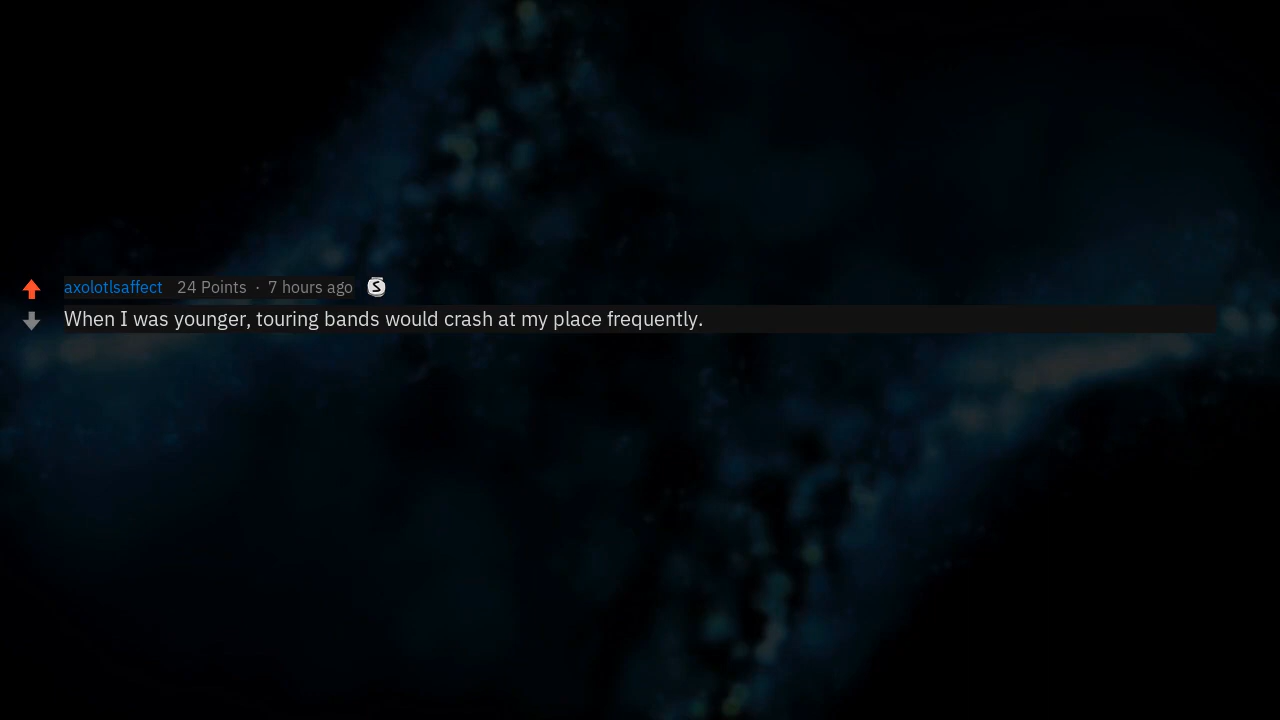 axolotlsaffect 24 Points · 7 hours ago S
When I was younger, touring bands would crash at my place frequently.